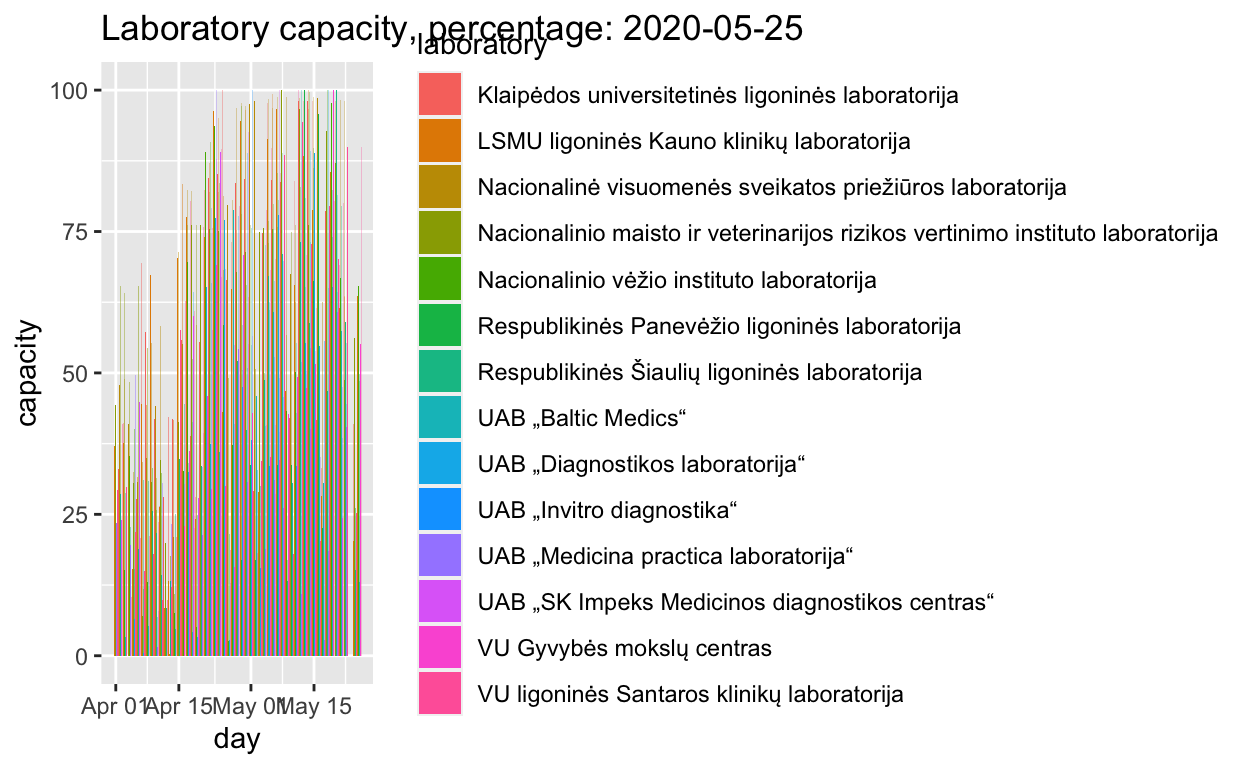 Laboratory capacity, percentage: 2020-05-25
laboratory
100
75
50
25
0
capacity
Apr 01
Apr 15
May 01
May 15
day
Klaipėdos universitetinės ligoninės laboratorija
LSMU ligoninės Kauno klinikų laboratorija
Nacionalinė visuomenės sveikatos priežiūros laboratorija
Nacionalinio maisto ir veterinarijos rizikos vertinimo instituto laboratorija
Nacionalinio vėžio instituto laboratorija
Respublikinės Panevėžio ligoninės laboratorija
Respublikinės Šiaulių ligoninės laboratorija
UAB „Baltic Medics“
UAB „Diagnostikos laboratorija“
UAB „Invitro diagnostika“
UAB „Medicina practica laboratorija“
UAB „SK Impeks Medicinos diagnostikos centras“
VU Gyvybės mokslų centras
VU ligoninės Santaros klinikų laboratorija